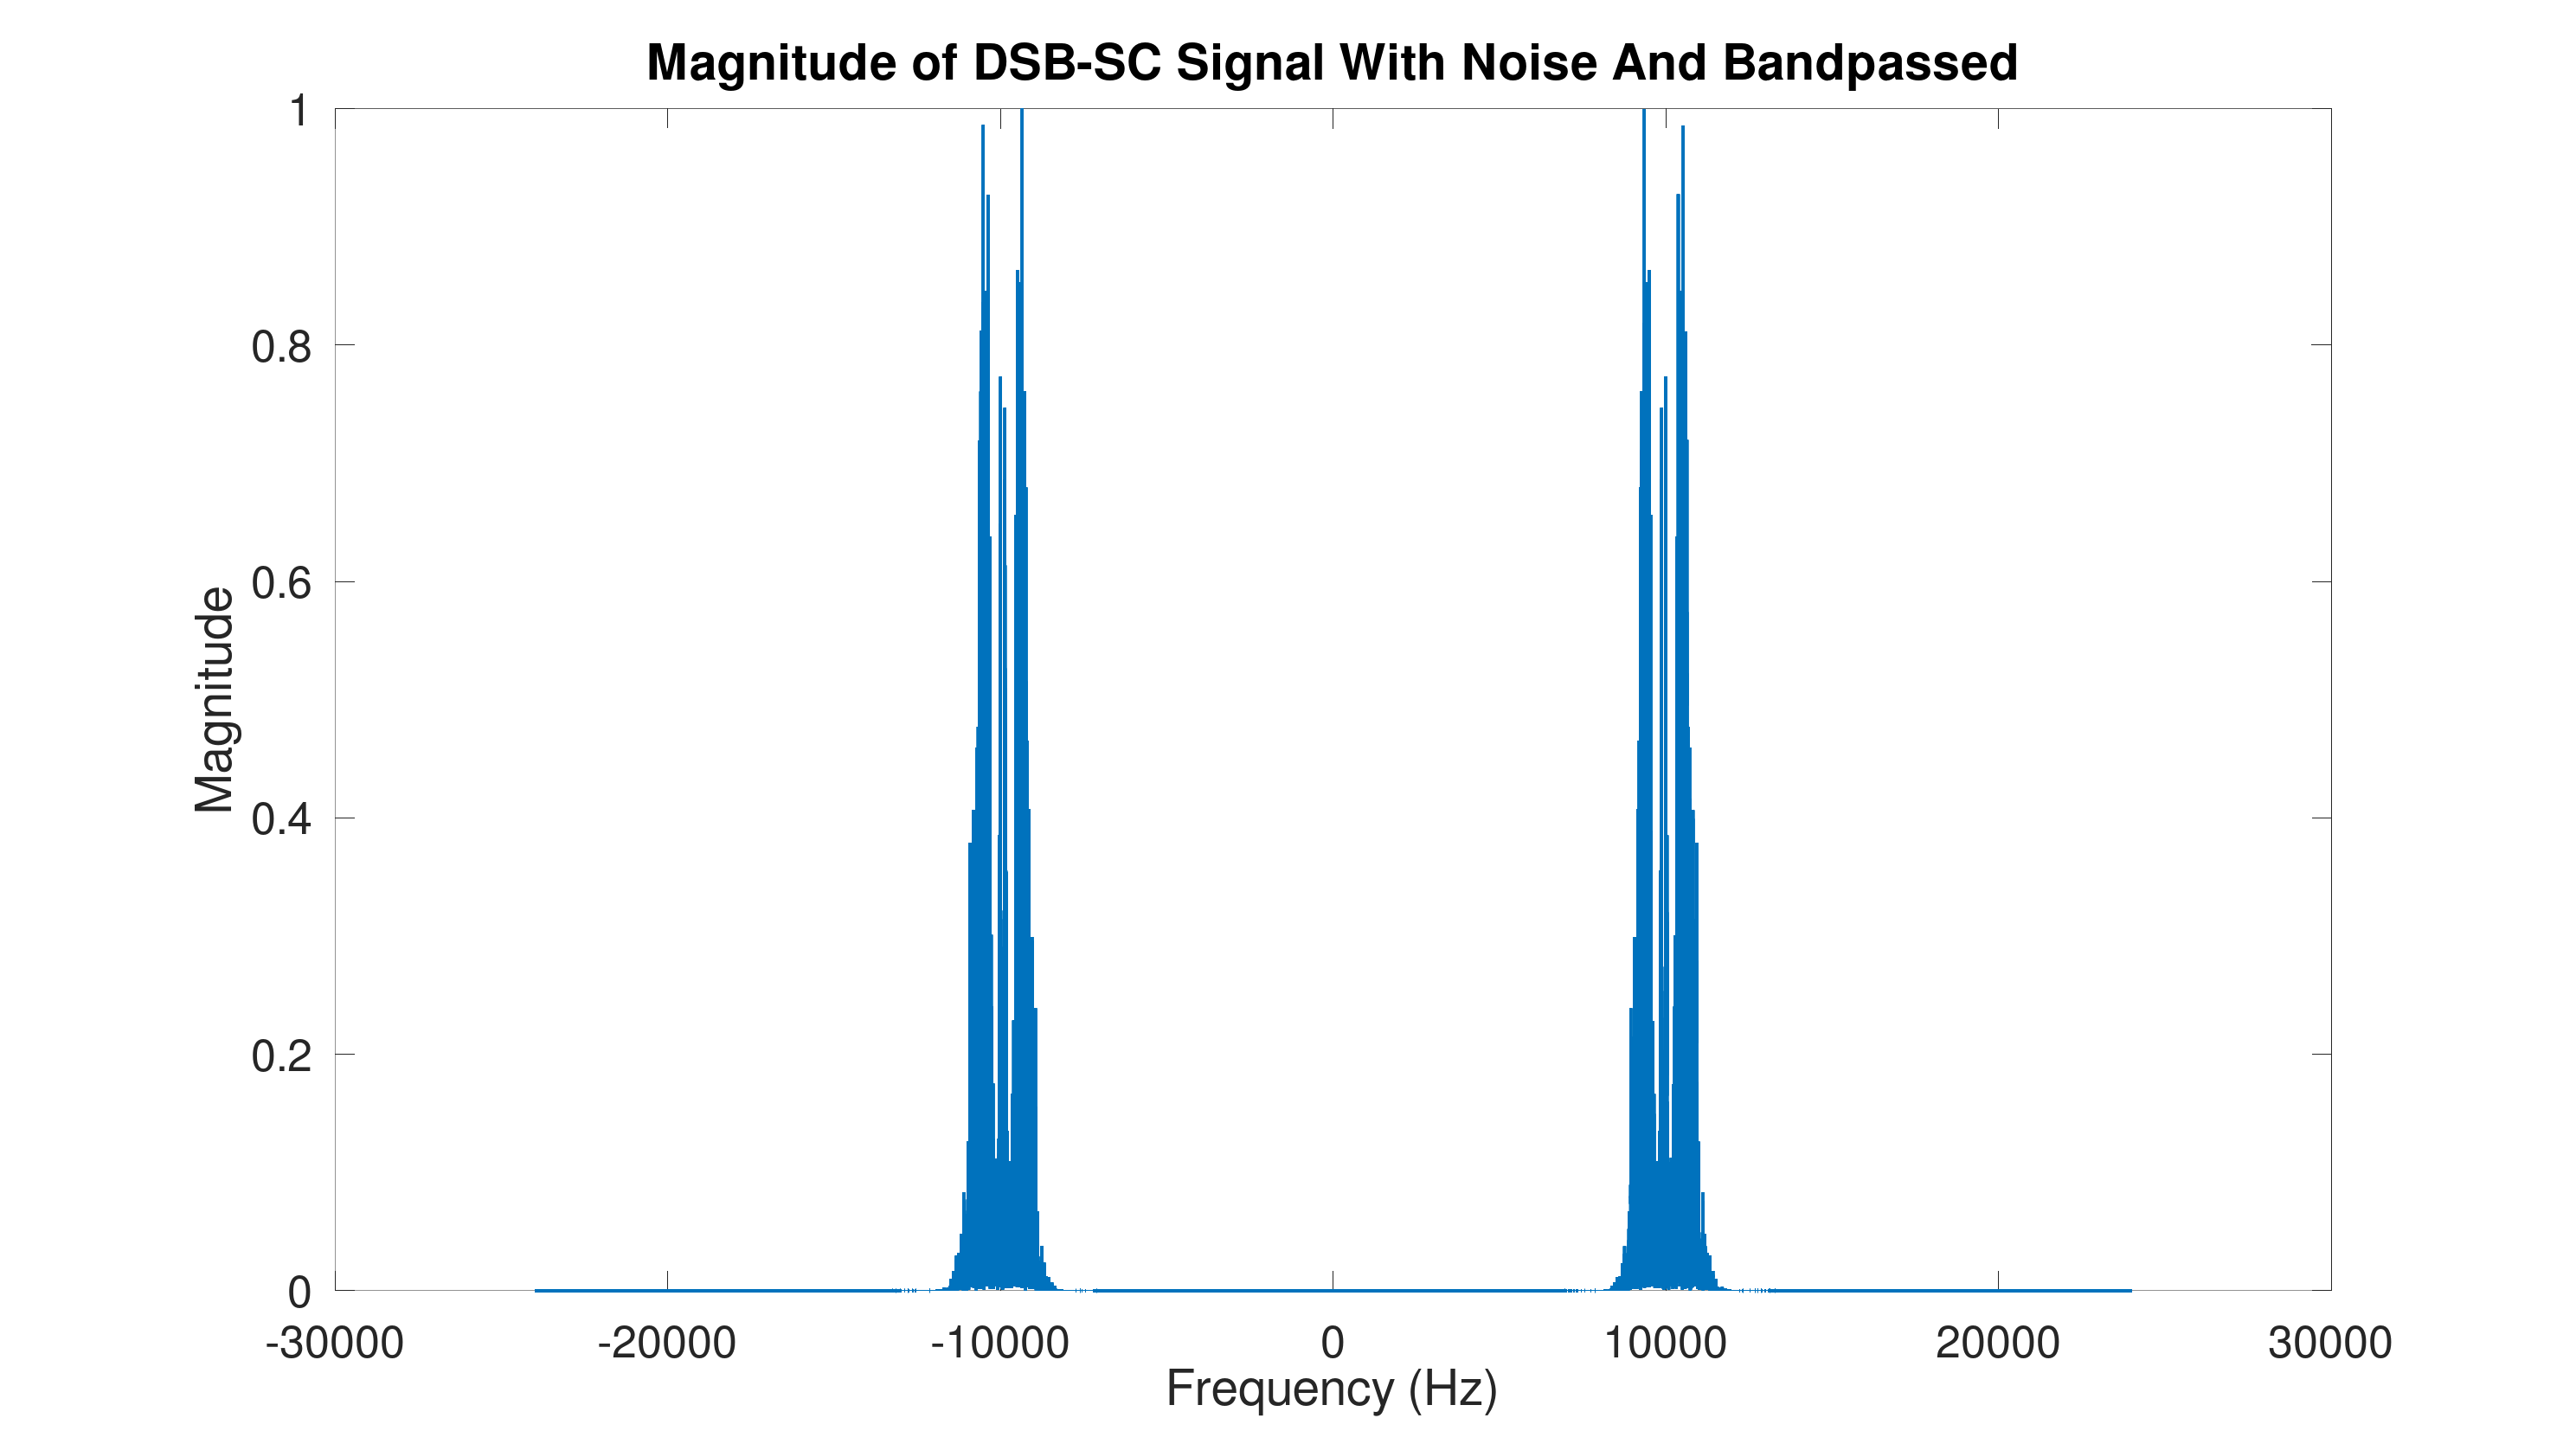 Magnitude of DSB-SC Signal With Noise And Bandpassed
1
0.8
0.6
0.4
0.2
0
Magnitude
-30000 -20000 -10000 0 10000 20000 30000
Frequency (Hz)